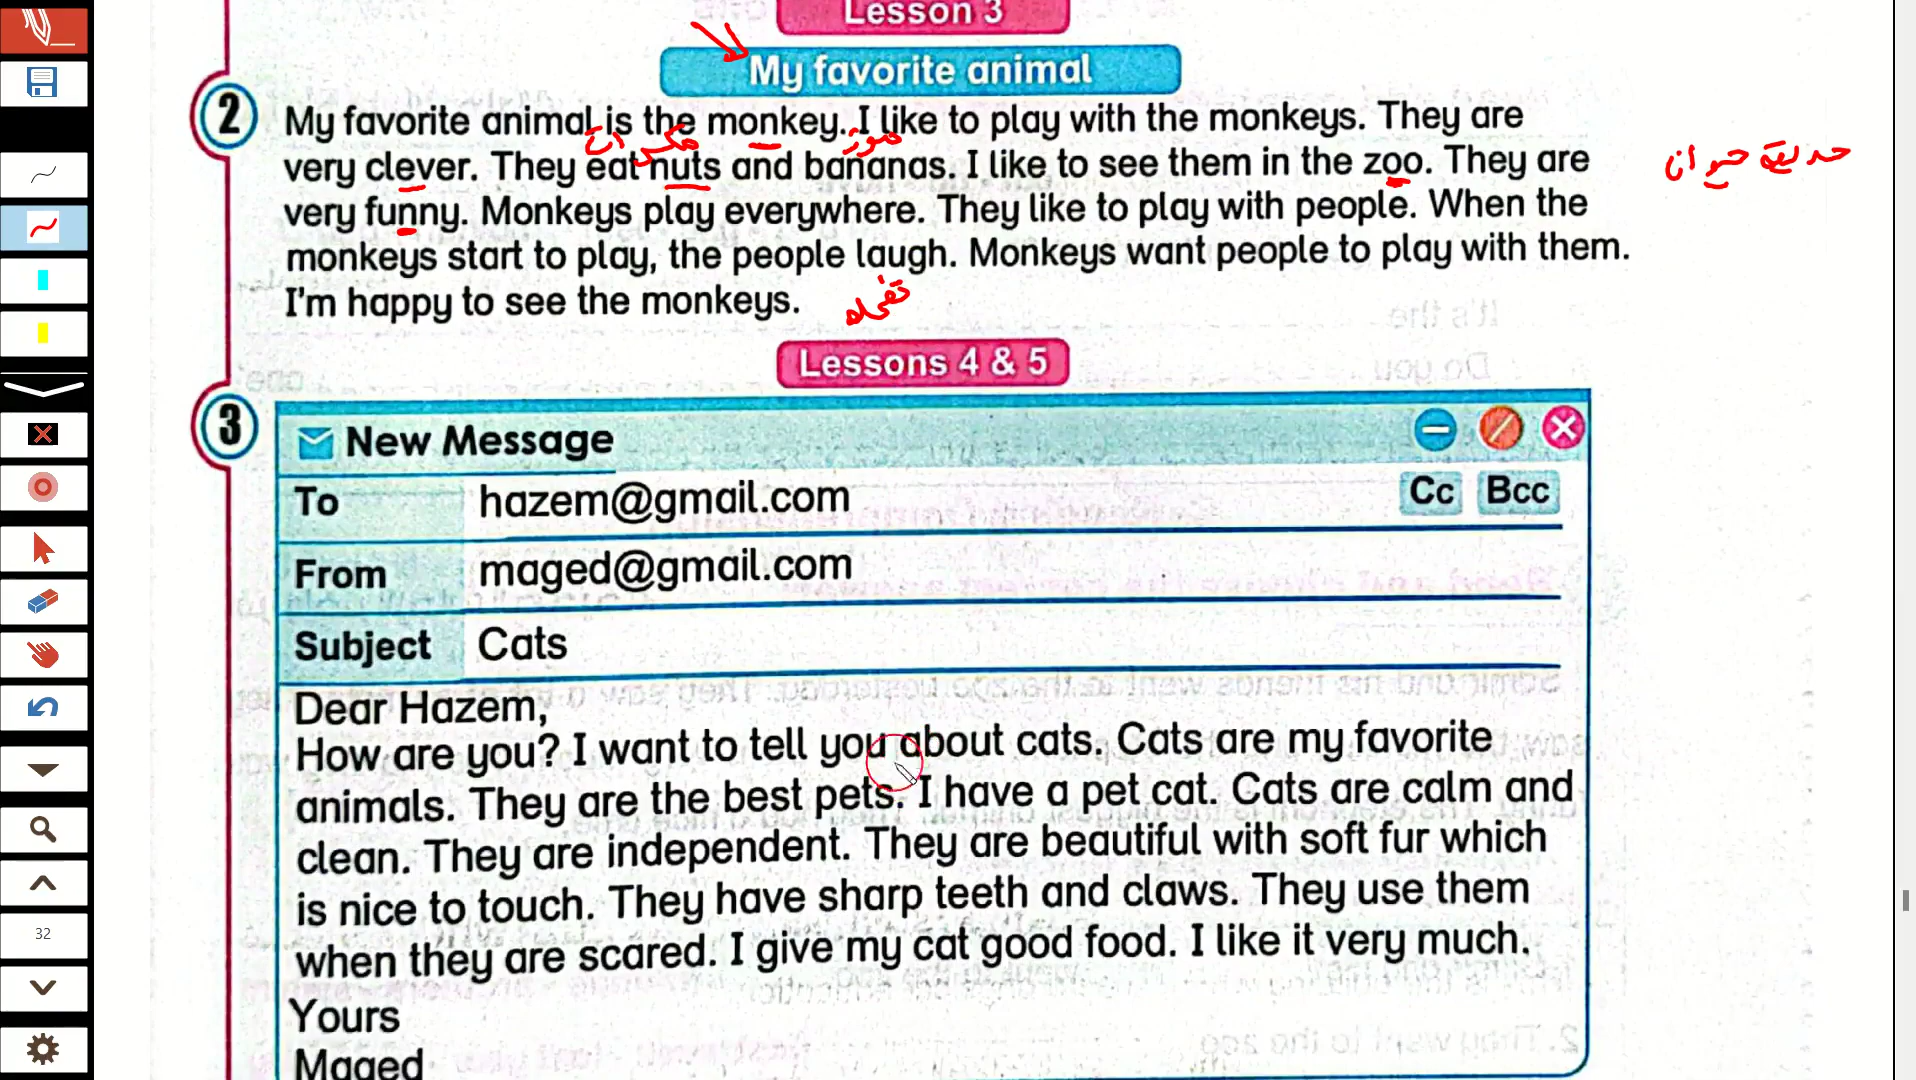 Lesson 3
My favorite animal
2
My favorite animal is the monkey. I like to play with the monkeys. They are
موز
very clever. They eat nuts and bananas. I like to see them in the zoo. They are
حديقة حيوان
very funny. Monkeys play everywhere. They like to play with people. When the
monkeys start to play, the people laugh. Monkeys want people to play with them.
I'm happy to see the monkeys.
Lessons 4 & 5
3
New Message
To hazem@gmail.com Cc Bcc
From maged@gmail.com
Subject Cats
Dear Hazem,
How are you? I want to tell you about cats. Cats are my favorite
animals. They are the best pets. I have a pet cat. Cats are calm and
clean. They are independent. They are beautiful with soft fur which
is nice to touch. They have sharp teeth and claws. They use them
when they are scared. I give my cat good food. I like it very much.
Yours
Maged
32